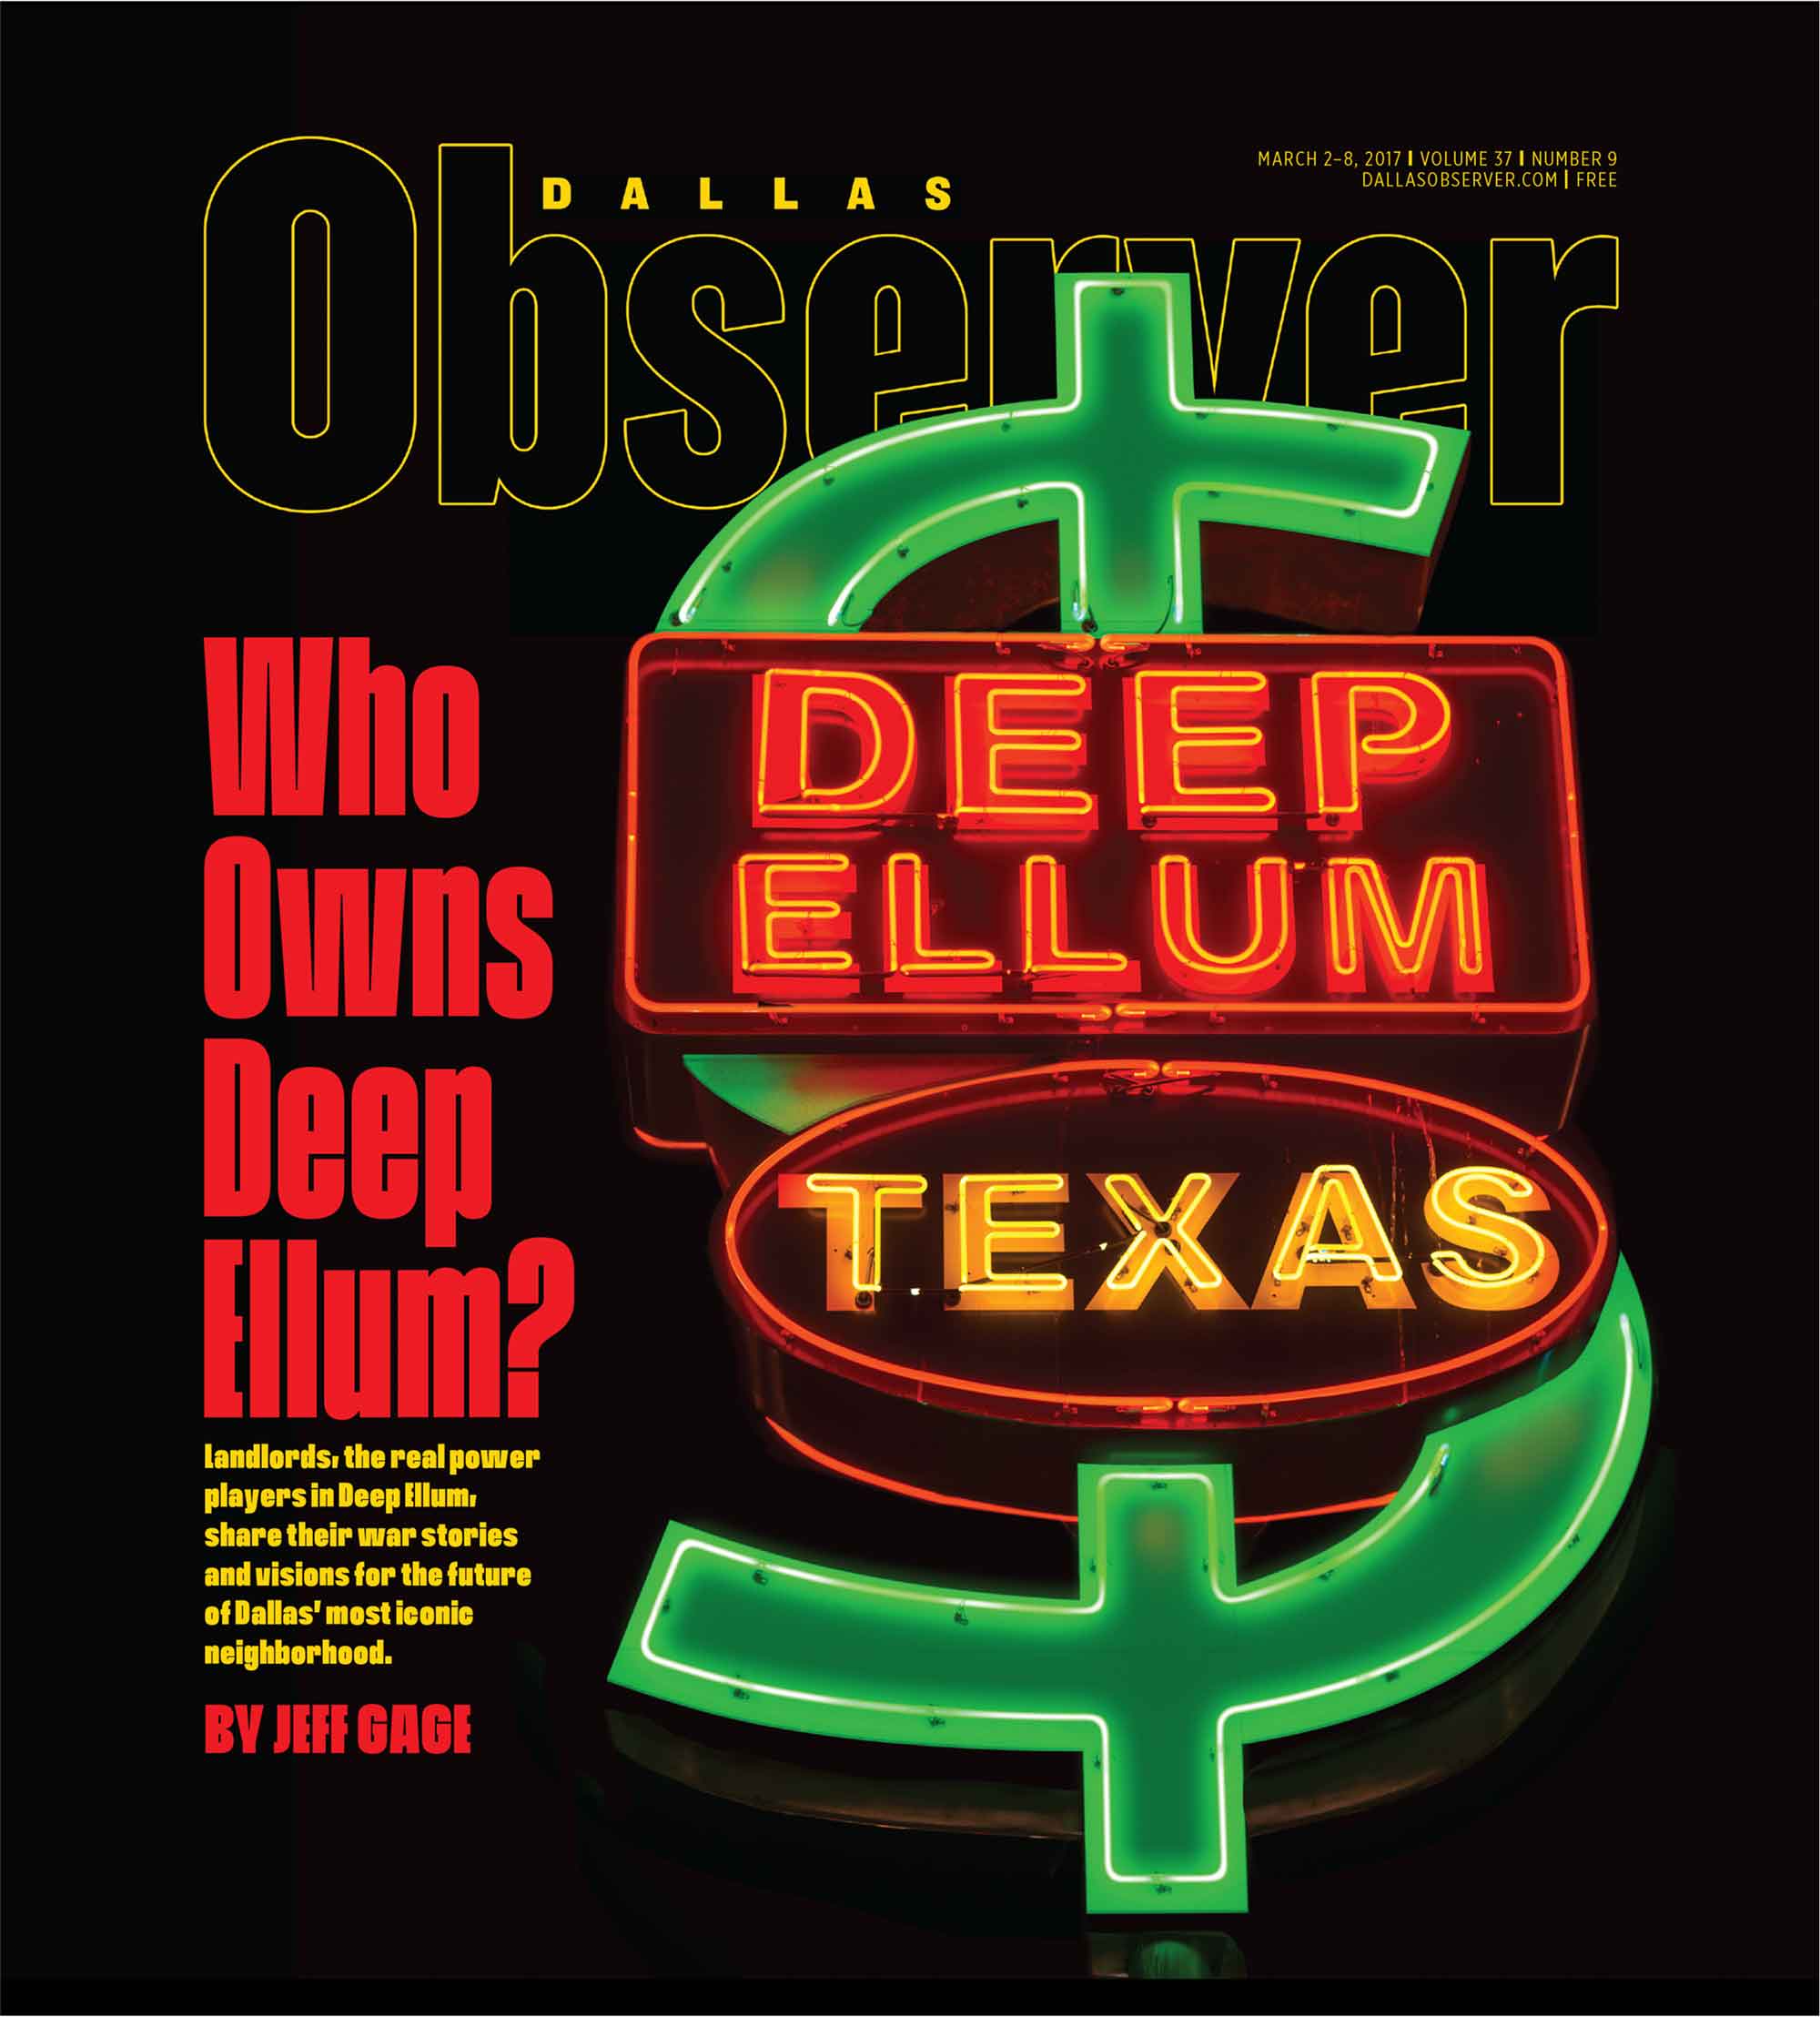 DALLAS
Observer
MARCH 2–8, 2017 | VOLUME 37 | NUMBER 9
DALLASOBSERVER.COM | FREE
DEEP
ELLUM
TEXAS
Who
Owns
Deep
Ellum?
Landlords, the real power
players in Deep Ellum,
share their war stories
and visions for the future
of Dallas' most iconic
neighborhood.
BY JEFF GAGE